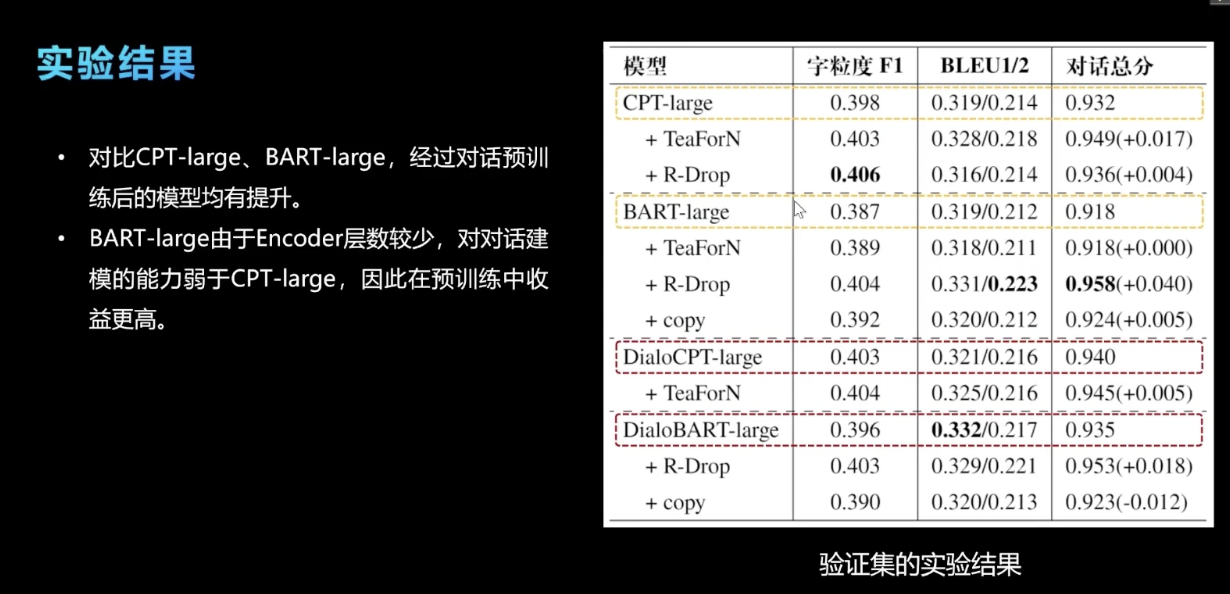 实验结果
• 对比CPT-large、BART-large，经过对话预训
练后的模型均有提升。
• BART-large由于Encoder层数较少，对对话建
模的能力弱于CPT-large，因此在预训练中收
益更高。
模型 字粒度 F1 BLEU1/2 对话总分
CPT-large 0.398 0.319/0.214 0.932
+ TeaForN 0.403 0.328/0.218 0.949(+0.017)
+ R-Drop 0.406 0.316/0.214 0.936(+0.004)
BART-large 0.387 0.319/0.212 0.918
+ TeaForN 0.389 0.318/0.211 0.918(+0.000)
+ R-Drop 0.404 0.331/0.223 0.958(+0.040)
+ copy 0.392 0.320/0.212 0.924(+0.005)
DialoCPT-large 0.403 0.321/0.216 0.940
+ TeaForN 0.404 0.325/0.216 0.945(+0.005)
DialoBART-large 0.396 0.332/0.217 0.935
+ R-Drop 0.403 0.329/0.221 0.953(+0.018)
+ copy 0.390 0.320/0.213 0.923(-0.012)
验证集的实验结果